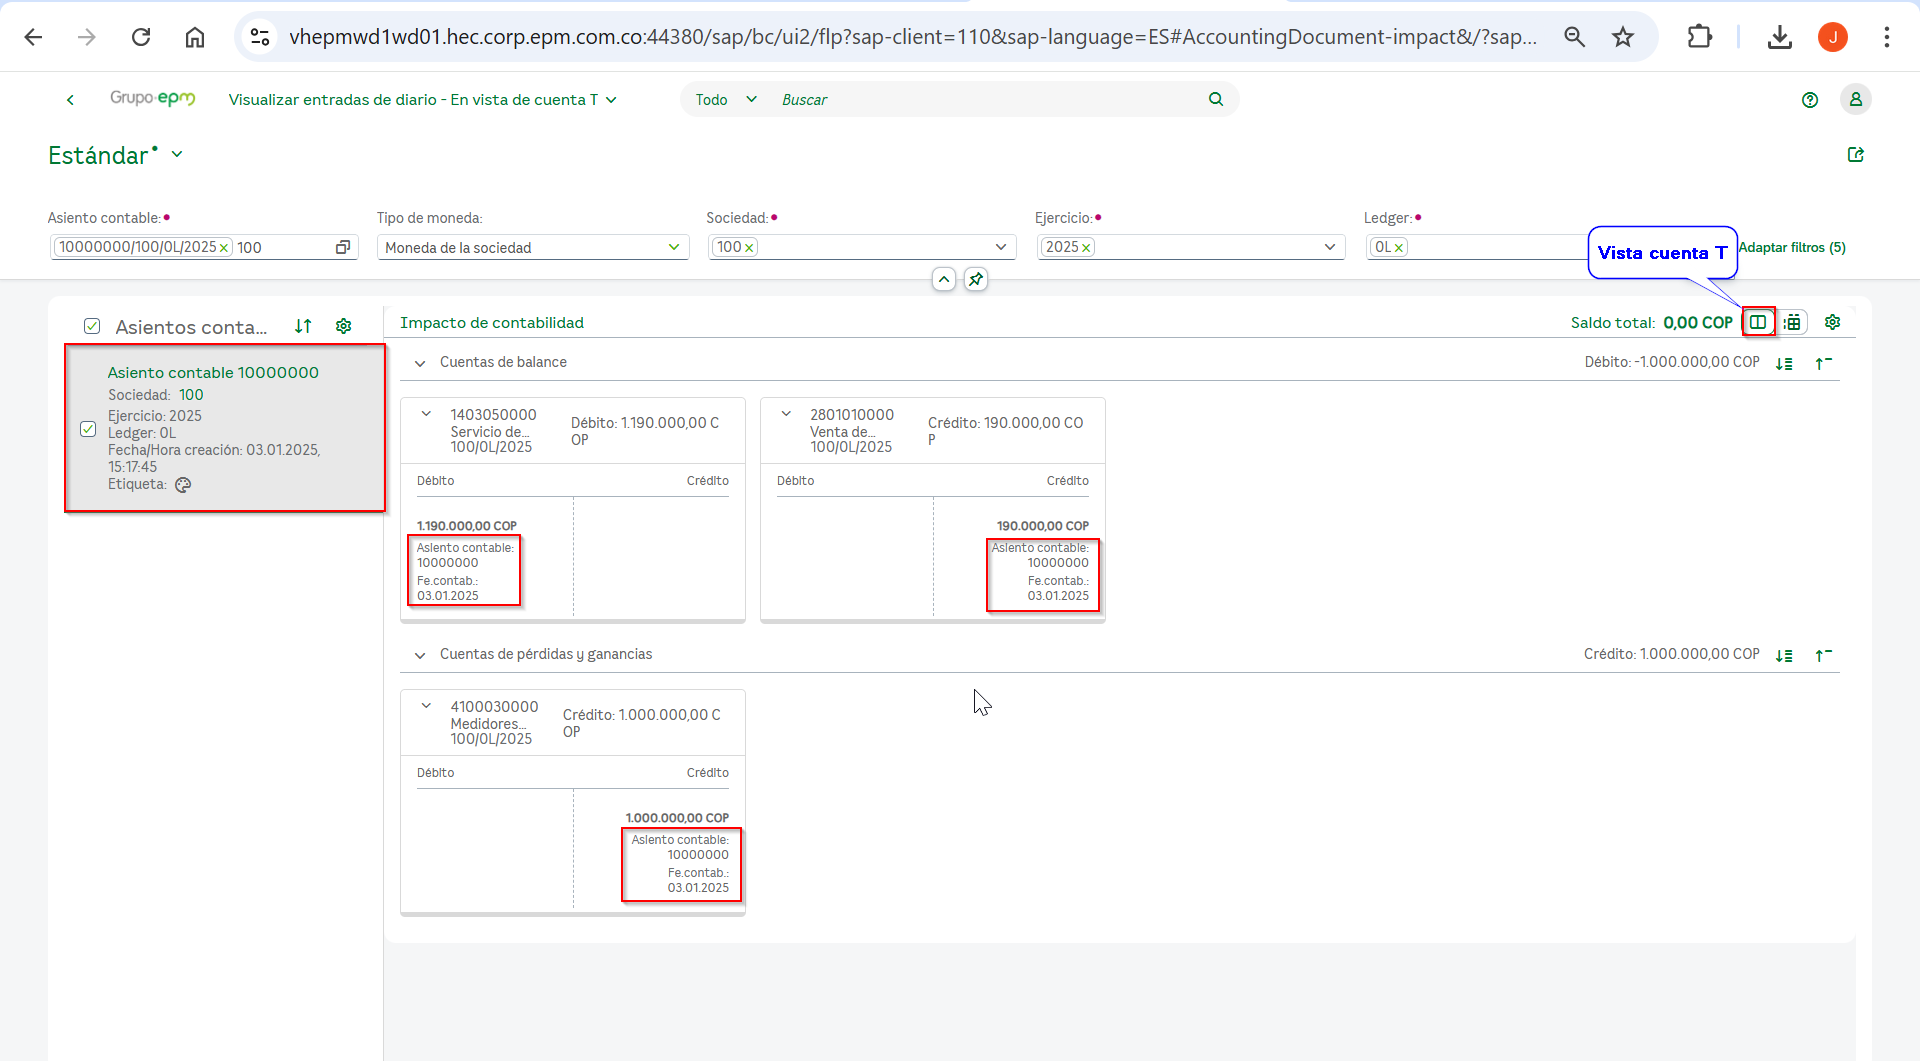 vhepmwd1wd01.hec.corp.epm.com.co:44380/sap/bc/ui2/flp?sap-client=110&sap-language=ES#AccountingDocument-impact&/?sap...
J
Grupo·epm
Visualizar entradas de diario - En vista de cuenta T
Todo
Buscar
Estándar
Asiento contable:
Tipo de moneda:
Sociedad:
Ejercicio:
Ledger:
10000000/100/0L/2025
100
Moneda de la sociedad
100
2025
0L
Vista cuenta T
Adaptar filtros (5)
Asientos conta...
Impacto de contabilidad
Saldo total: 0,00 COP
Asiento contable 10000000
Sociedad: 100
Ejercicio: 2025
Ledger: 0L
Fecha/Hora creación: 03.01.2025,
15:17:45
Etiqueta:
Cuentas de balance
Débito: -1.000.000,00 COP
1403050000
Servicio de...
100/0L/2025
Débito: 1.190.000,00 C
OP
Débito
Crédito
1.190.000,00 COP
Asiento contable:
10000000
Fe.contab.:
03.01.2025
2801010000
Venta de...
100/0L/2025
Crédito: 190.000,00 CO
P
Débito
Crédito
190.000,00 COP
Asiento contable:
10000000
Fe.contab.:
03.01.2025
Cuentas de pérdidas y ganancias
Crédito: 1.000.000,00 COP
4100030000
Medidores...
100/0L/2025
Crédito: 1.000.000,00 C
OP
Débito
Crédito
1.000.000,00 COP
Asiento contable:
10000000
Fe.contab.:
03.01.2025